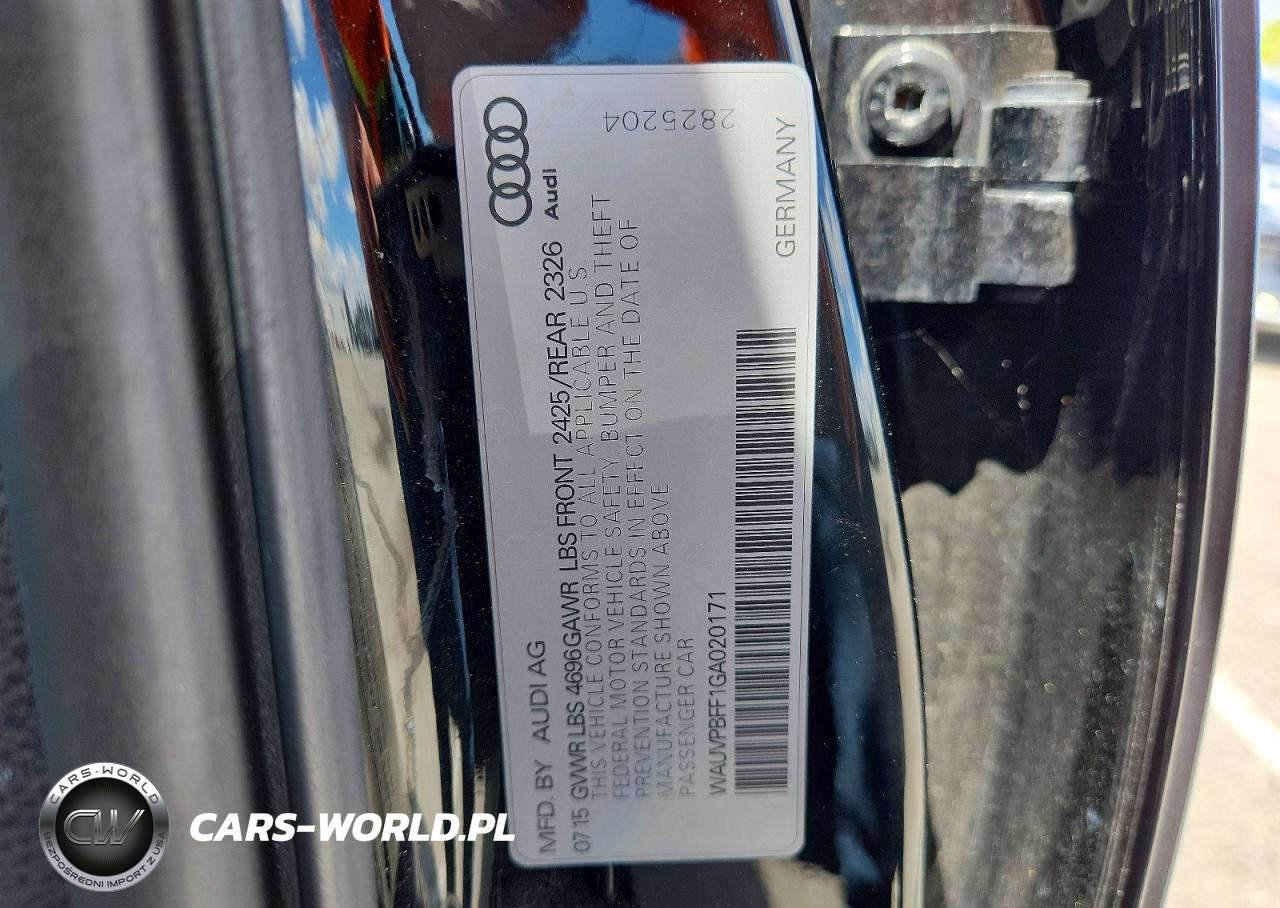 Audi
MFD. BY AUDI AG
0715 GVWR LBS 4696 GAWR LBS FRONT 2425/REAR 2326
THIS VEHICLE CONFORMS TO ALL APPLICABLE U.S.
FEDERAL MOTOR VEHICLE SAFETY, BUMPER AND THEFT
PREVENTION STANDARDS IN EFFECT ON THE DATE OF
MANUFACTURE SHOWN ABOVE
PASSENGER CAR
WAUVPBFF1GA020171
GERMANY
2825204
CARS-WORLD
CW
BEZPOŚREDNI IMPORT Z USA
CARS-WORLD.PL